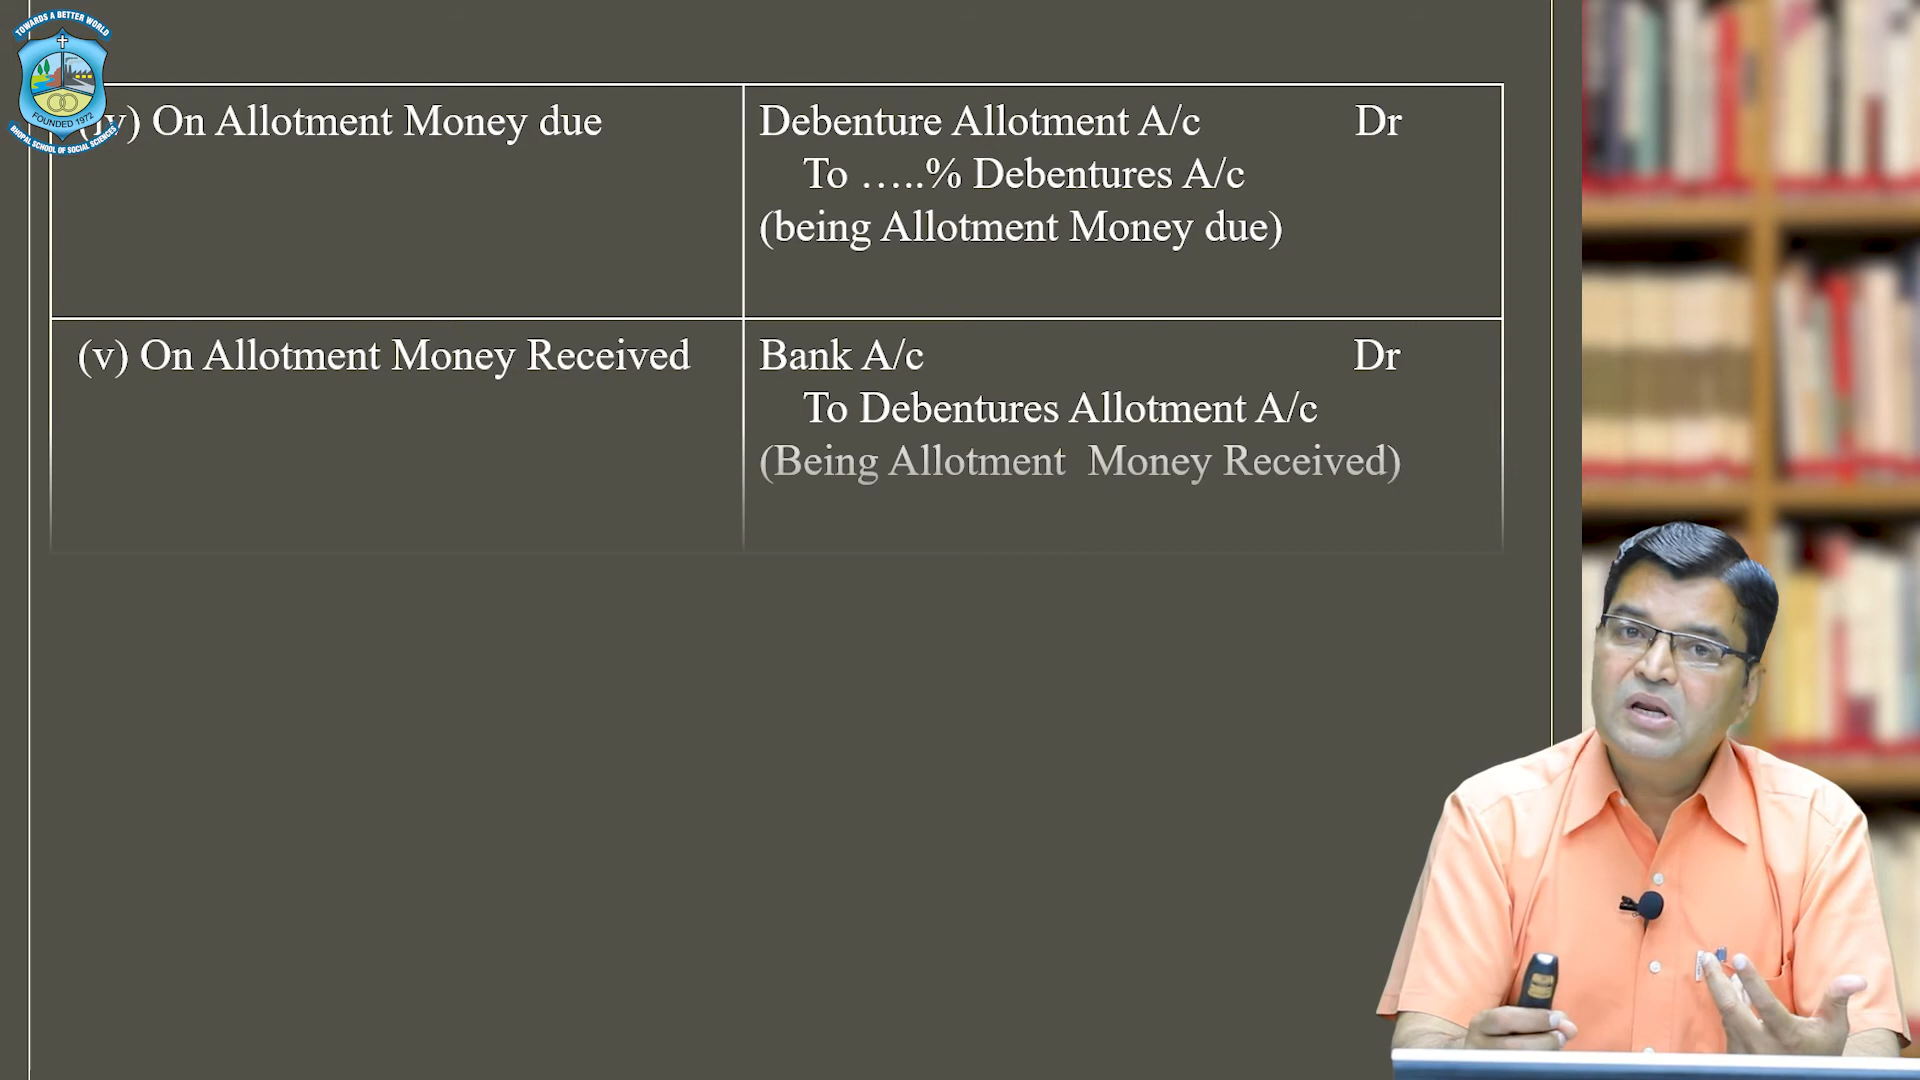 TOWARDS A BETTER WORLD
FOUNDED 1972
BHOPAL SCHOOL OF SOCIAL SCIENCES
(iv) On Allotment Money due
Debenture Allotment A/c Dr
To …..% Debentures A/c
(being Allotment Money due)
(v) On Allotment Money Received
Bank A/c Dr
To Debentures Allotment A/c
(Being Allotment Money Received)